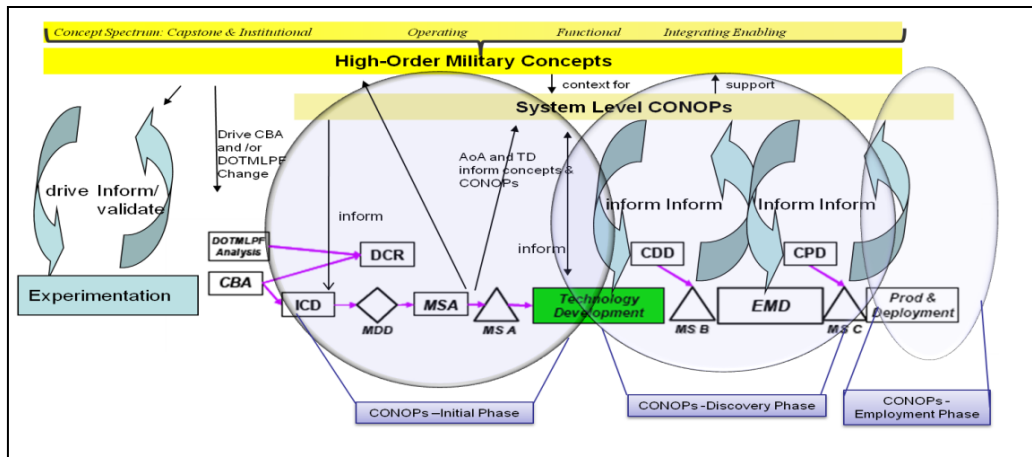 Concept Spectrum: Capstone & Institutional Operating Functional Integrating Enabling
High-Order Military Concepts
context for
support
System Level CONOPs
Drive CBA
and /or
DOTMLPF
Change
AoA and TD
inform concepts &
CONOPs
drive Inform/
validate
inform
inform
inform Inform
Inform Inform
DOTMLPF
Analysis
DCR
CDD
CPD
CBA
Experimentation
ICD
MDD
MSA
MS A
Technology
Development
MS B
EMD
MS C
Prod &
Deployment
CONOPs –Initial Phase
CONOPs -Discovery Phase
CONOPs -
Employment Phase